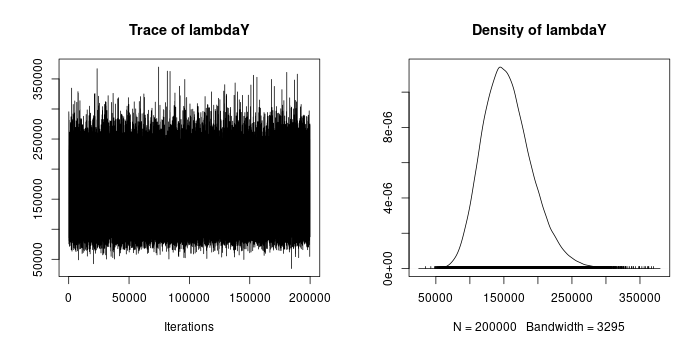 Trace of lambdaY
350000
250000
150000
50000
0
50000
100000
150000
200000
Iterations
Density of lambdaY
8e-06
4e-06
0e+00
50000
150000
250000
350000
N = 200000   Bandwidth = 3295